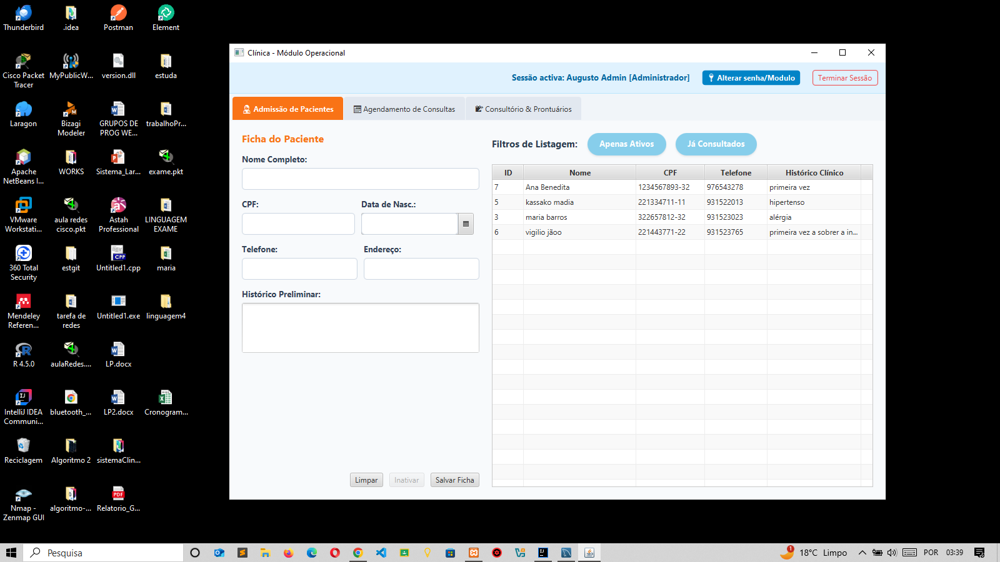 Thunderbird
.idea
Postman
Element
Cisco Packet
Tracer
MyPublicW...
version.dll
estuda
Laragon
Bizagi
Modeler
GRUPOS DE
PROG WE...
trabalhoPr...
Apache
NetBeans I...
WORKS
Sistema_Lar...
exame.pkt
VMware
Workstati...
aula redes
cisco.pkt
Astah
Professional
LINGUAGEM
EXAME
360 Total
Security
estgit
Untitled1.cpp
maria
Mendeley
Referen...
tarefa de
redes
Untitled1.exe
linguagem4
R 4.5.0
aulaRedes....
LP.docx
IntelliJ IDEA
Communi...
bluetooth_...
LP2.docx
Cronogram...
Reciclagem
Algoritmo 2
sistemaClin...
Nmap -
Zenmap GUI
algoritmo-...
Relatorio_G...
Clínica - Módulo Operacional
Sessão activa: Augusto Admin [Administrador]
Alterar senha/Modulo
Terminar Sessão
Admissão de Pacientes
Agendamento de Consultas
Consultório & Prontuários
Ficha do Paciente
Nome Completo:
CPF:
Data de Nasc.:
Telefone:
Endereço:
Histórico Preliminar:
Limpar
Inativar
Salvar Ficha
Filtros de Listagem:
Apenas Ativos
Já Consultados
ID Nome CPF Telefone Histórico Clínico
7 Ana Benedita 1234567893-32 976543278 primeira vez
5 kassako madia 221334711-11 931522013 hipertenso
3 maria barros 322657812-32 931523023 alérgia
6 vigilio jãoo 221443771-22 931523765 primeira vez a sobrer a in...
Pesquisa
1
18°C Limpo
POR
03:39